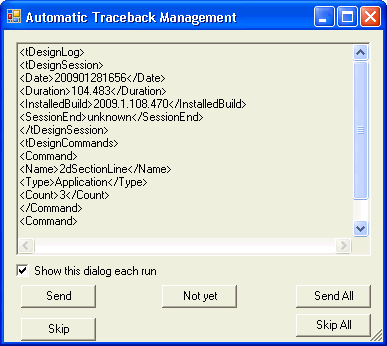 Automatic Traceback Management
<tDesignLog>
<tDesignSession>
<Date>200901281656</Date>
<Duration>104.483</Duration>
<InstalledBuild>2009.1.108.470</InstalledBuild>
<SessionEnd>unknown</SessionEnd>
</tDesignSession>
<tDesignCommands>
<Command>
<Name>2dSectionLine</Name>
<Type>Application</Type>
<Count>3</Count>
</Command>
<Command>
Show this dialog each run
Send Not yet Send All
Skip Skip All